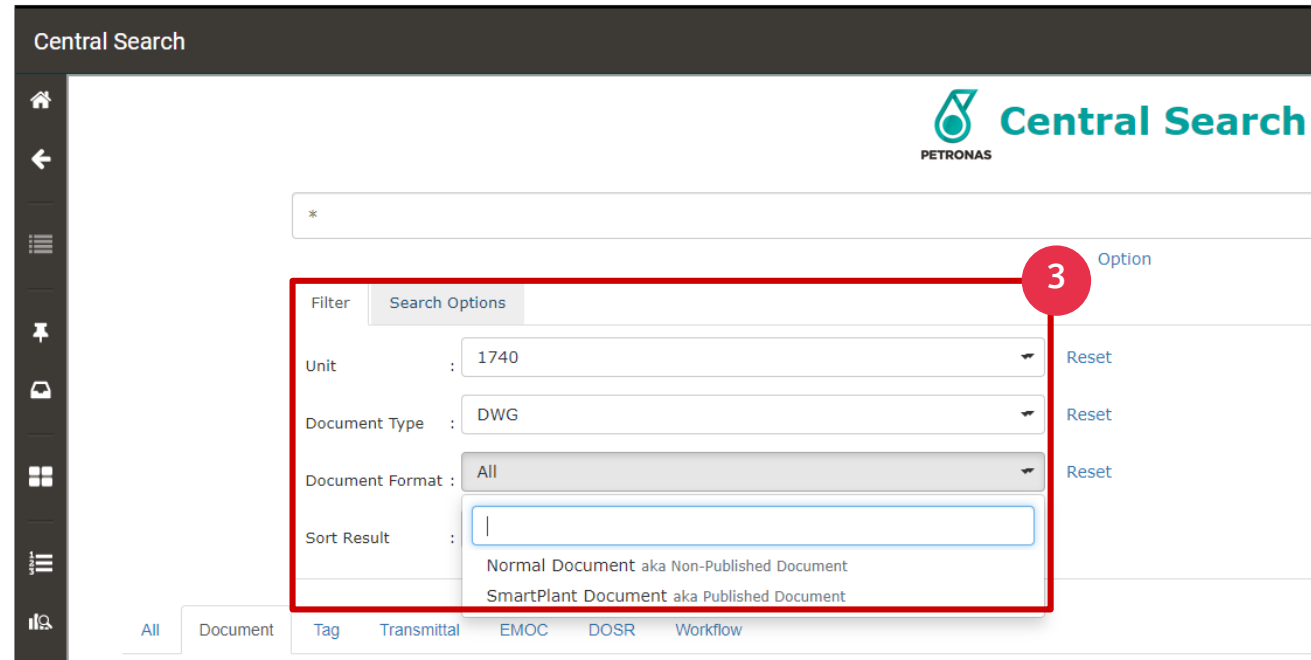 Central Search
PETRONAS
Central Search
*
Option
3
Filter Search Options
Unit : 1740 Reset
Document Type : DWG Reset
Document Format : All Reset
Sort Result :
Normal Document aka Non-Published Document
SmartPlant Document aka Published Document
All Document Tag Transmittal EMOC DOSR Workflow